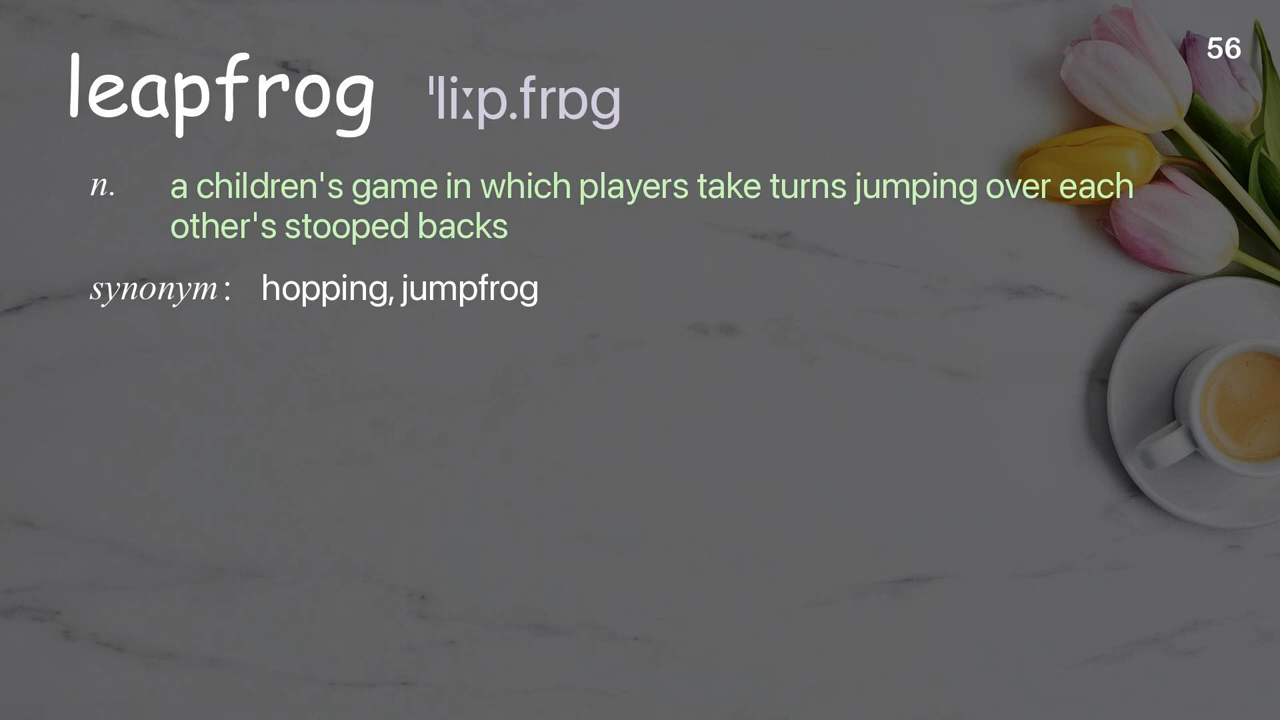 56
leapfrog ˈliːp.frɒg
n. a children's game in which players take turns jumping over each
other's stooped backs
synonym: hopping, jumpfrog